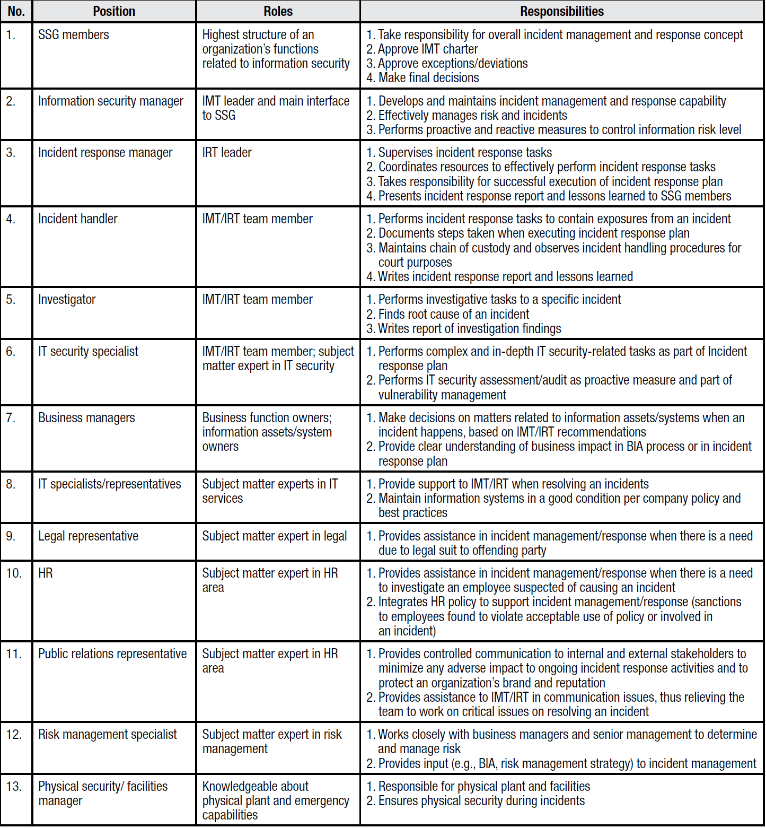 No. Position Roles Responsibilities
1. SSG members Highest structure of an 1. Take responsibility for overall incident management and response concept
organization's functions 2. Approve IMT charter
related to information security 3. Approve exceptions/deviations
4. Make final decisions
2. Information security manager IMT leader and main interface 1. Develops and maintains incident management and response capability
to SSG 2. Effectively manages risk and incidents
3. Performs proactive and reactive measures to control information risk level
3. Incident response manager IRT leader 1. Supervises incident response tasks
2. Coordinates resources to effectively perform incident response tasks
3. Takes responsibility for successful execution of incident response plan
4. Presents incident response report and lessons learned to SSG members
4. Incident handler IMT/IRT team member 1. Performs incident response tasks to contain exposures from an incident
2. Documents steps taken when executing incident response plan
3. Maintains chain of custody and observes incident handling procedures for
court purposes
4. Writes incident response report and lessons learned
5. Investigator IMT/IRT team member 1. Performs investigative tasks to a specific incident
2. Finds root cause of an incident
3. Writes report of investigation findings
6. IT security specialist IMT/IRT team member; subject 1. Performs complex and in-depth IT security-related tasks as part of Incident
matter expert in IT security response plan
2. Performs IT security assessment/audit as proactive measure and part of
vulnerability management
7. Business managers Business function owners; 1. Make decisions on matters related to information assets/systems when an
information assets/system incident happens, based on IMT/IRT recommendations
owners 2. Provide clear understanding of business impact in BIA process or in incident
response plan
8. IT specialists/representatives Subject matter experts in IT 1. Provide support to IMT/IRT when resolving an incidents
services 2. Maintain information systems in a good condition per company policy and
best practices
9. Legal representative Subject matter expert in legal 1. Provides assistance in incident management/response when there is a need
due to legal suit to offending party
10. HR Subject matter expert in HR 1. Provides assistance in incident management/response when there is a need
area to investigate an employee suspected of causing an incident
2. Integrates HR policy to support incident management/response (sanctions
to employees found to violate acceptable use of policy or involved in
an incident)
11. Public relations representative Subject matter expert in HR 1. Provides controlled communication to internal and external stakeholders to
area minimize any adverse impact to ongoing incident response activities and to
protect an organization's brand and reputation
2. Provides assistance to IMT/IRT in communication issues, thus relieving the
team to work on critical issues on resolving an incident
12. Risk management specialist Subject matter expert in risk 1. Works closely with business managers and senior management to determine
management and manage risk
2. Provides input (e.g., BIA, risk management strategy) to incident management
13. Physical security/ facilities Knowledgeable about 1. Responsible for physical plant and facilities
manager physical plant and emergency 2. Ensures physical security during incidents
capabilities